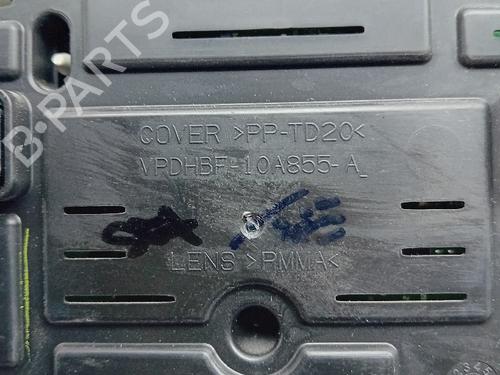 B-PARTS
COVER >PP-TD20<
VPDHBF-10A855-A_
LENS >PMMA<